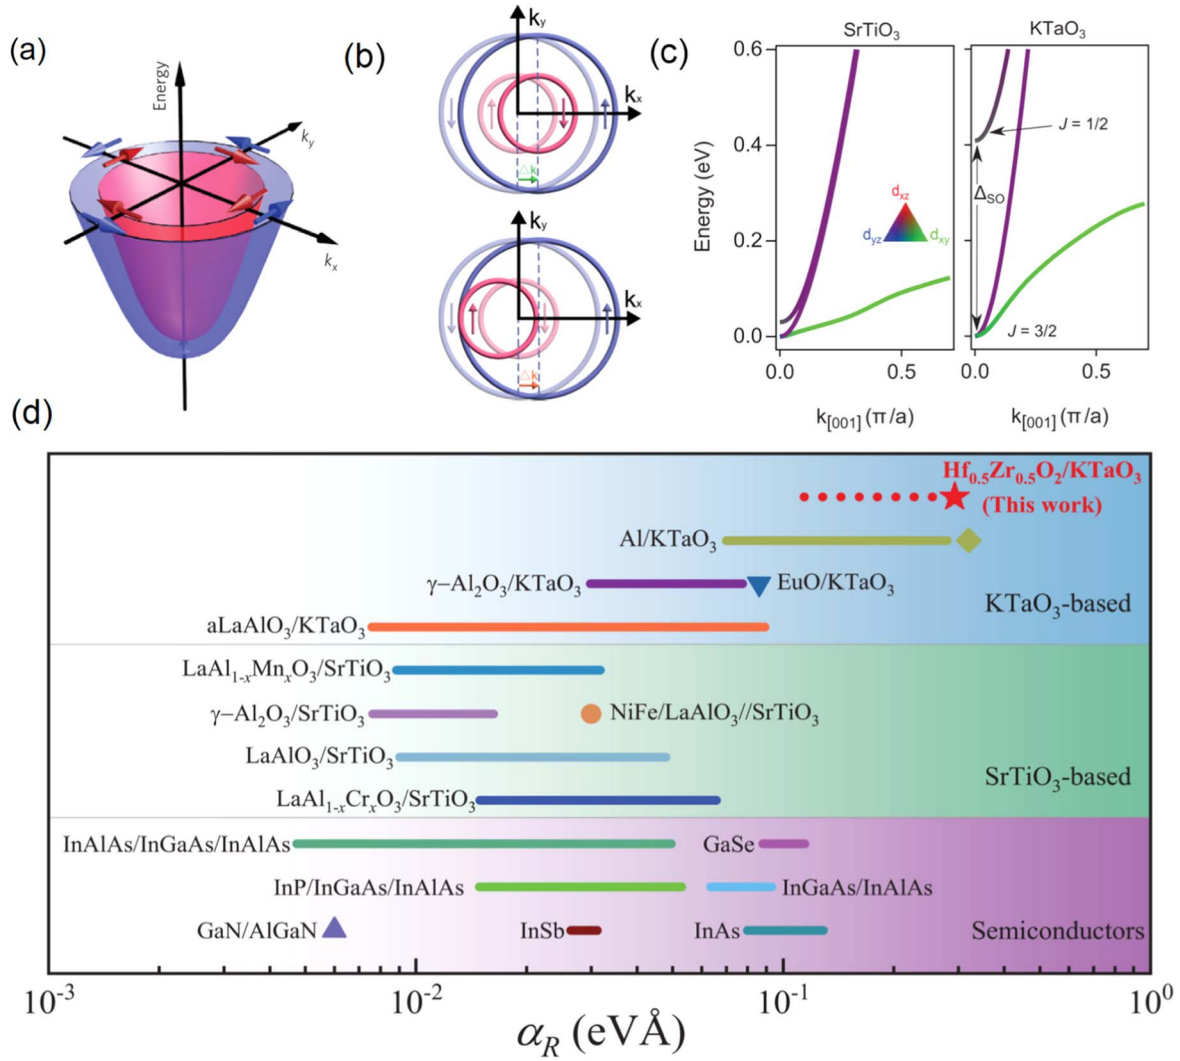 (a)
Energy
k_y
k_x
(b)
k_y
k_x
Δk
k_y
k_x
Δk
(c)
SrTiO₃
KTaO₃
Energy (eV)
0.6
0.4
0.2
0.0
d_xz
d_yz
d_xy
J = 1/2
Δ_SO
J = 3/2
0.0
0.5
0.0
0.5
k_[001] (π/a)
k_[001] (π/a)
(d)
Hf₀.₅Zr₀.₅O₂/KTaO₃
(This work)
Al/KTaO₃
γ−Al₂O₃/KTaO₃
EuO/KTaO₃
KTaO₃-based
aLaAlO₃/KTaO₃
LaAl₁₋ₓMnₓO₃/SrTiO₃
γ−Al₂O₃/SrTiO₃
NiFe/LaAlO₃//SrTiO₃
LaAlO₃/SrTiO₃
SrTiO₃-based
LaAl₁₋ₓCrₓO₃/SrTiO₃
InAlAs/InGaAs/InAlAs
GaSe
InP/InGaAs/InAlAs
InGaAs/InAlAs
GaN/AlGaN
InSb
InAs
Semiconductors
10⁻³
10⁻²
10⁻¹
10⁰
α_R (eVÅ)